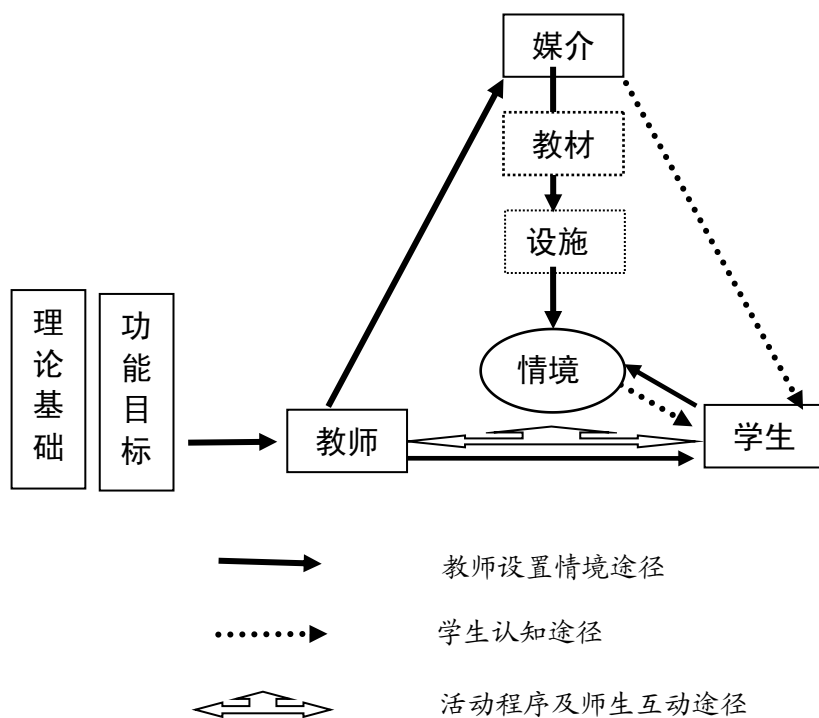 媒介
教材
设施
情境
理论基础
功能目标
教师
学生
教师设置情境途径
学生认知途径
活动程序及师生互动途径